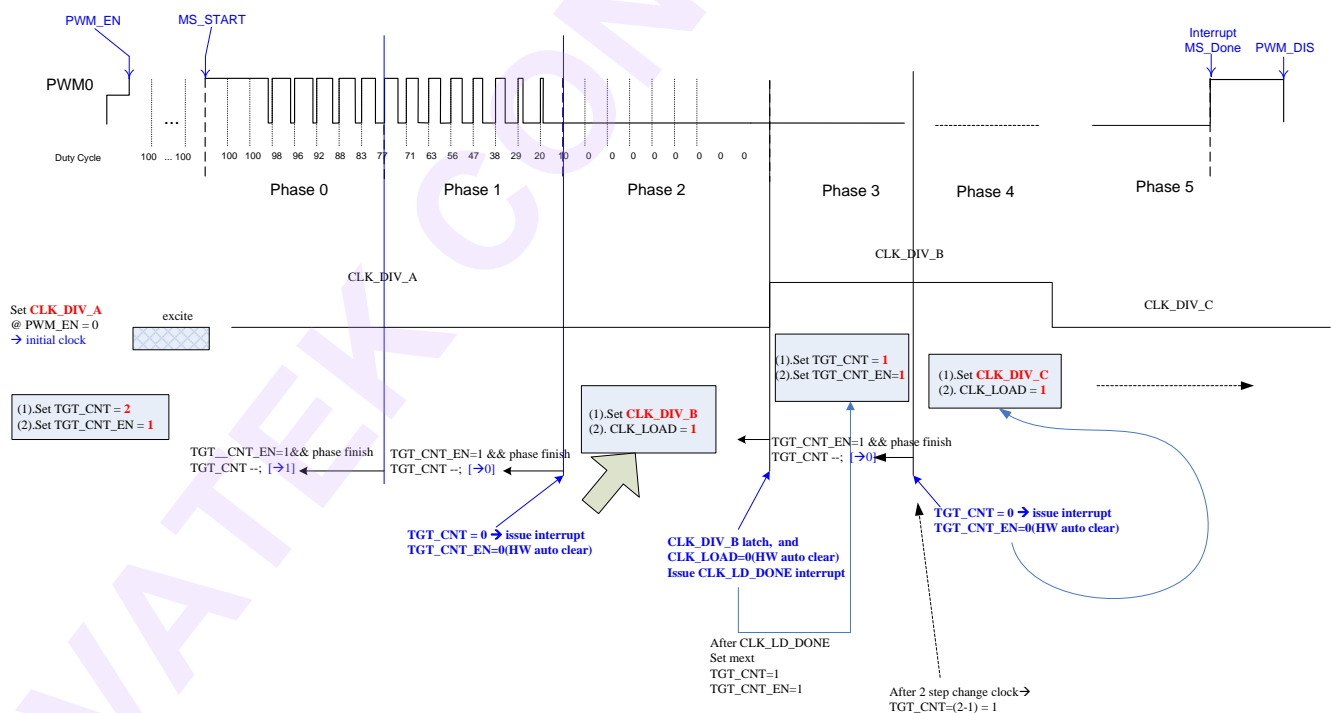 PWM_EN
MS_START
Interrupt
MS_Done
PWM_DIS
PWM0
...
Duty Cycle
100 ... 100 100 100 98 96 92 88 83 77 71 63 56 47 38 29 20 10 0 0 0 0 0 0 0 0
Phase 0
Phase 1
Phase 2
Phase 3
Phase 4
Phase 5
CLK_DIV_A
CLK_DIV_B
CLK_DIV_C
Set CLK_DIV_A
@ PWM_EN = 0
→ initial clock
excite
(1).Set TGT_CNT = 2
(2).Set TGT_CNT_EN = 1
TGT__CNT_EN=1&& phase finish
TGT_CNT --; [→1]
TGT_CNT_EN=1 && phase finish
TGT_CNT --; [→0]
(1).Set CLK_DIV_B
(2). CLK_LOAD = 1
(1).Set TGT_CNT = 1
(2).Set TGT_CNT_EN=1
TGT_CNT_EN=1 && phase finish
TGT_CNT --; [→0]
(1).Set CLK_DIV_C
(2). CLK_LOAD = 1
TGT_CNT = 0 → issue interrupt
TGT_CNT_EN=0(HW auto clear)
CLK_DIV_B latch, and
CLK_LOAD=0(HW auto clear)
Issue CLK_LD_DONE interrupt
TGT_CNT = 0 → issue interrupt
TGT_CNT_EN=0(HW auto clear)
After CLK_LD_DONE
Set mext
TGT_CNT=1
TGT_CNT_EN=1
After 2 step change clock→
TGT_CNT=(2-1) = 1
VATEK CON